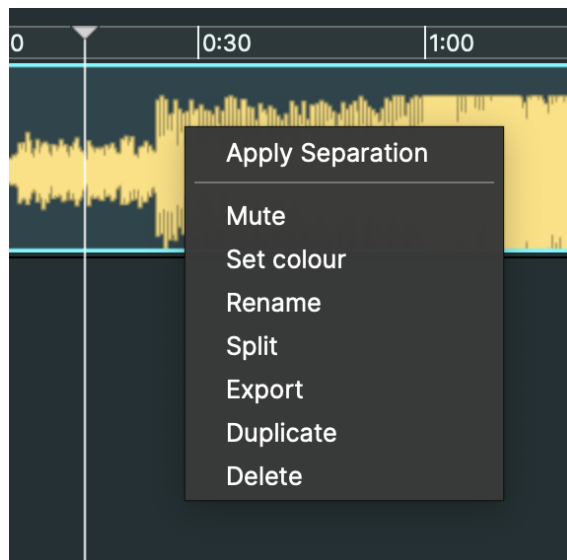 0 0:30 1:00
Apply Separation
Mute
Set colour
Rename
Split
Export
Duplicate
Delete